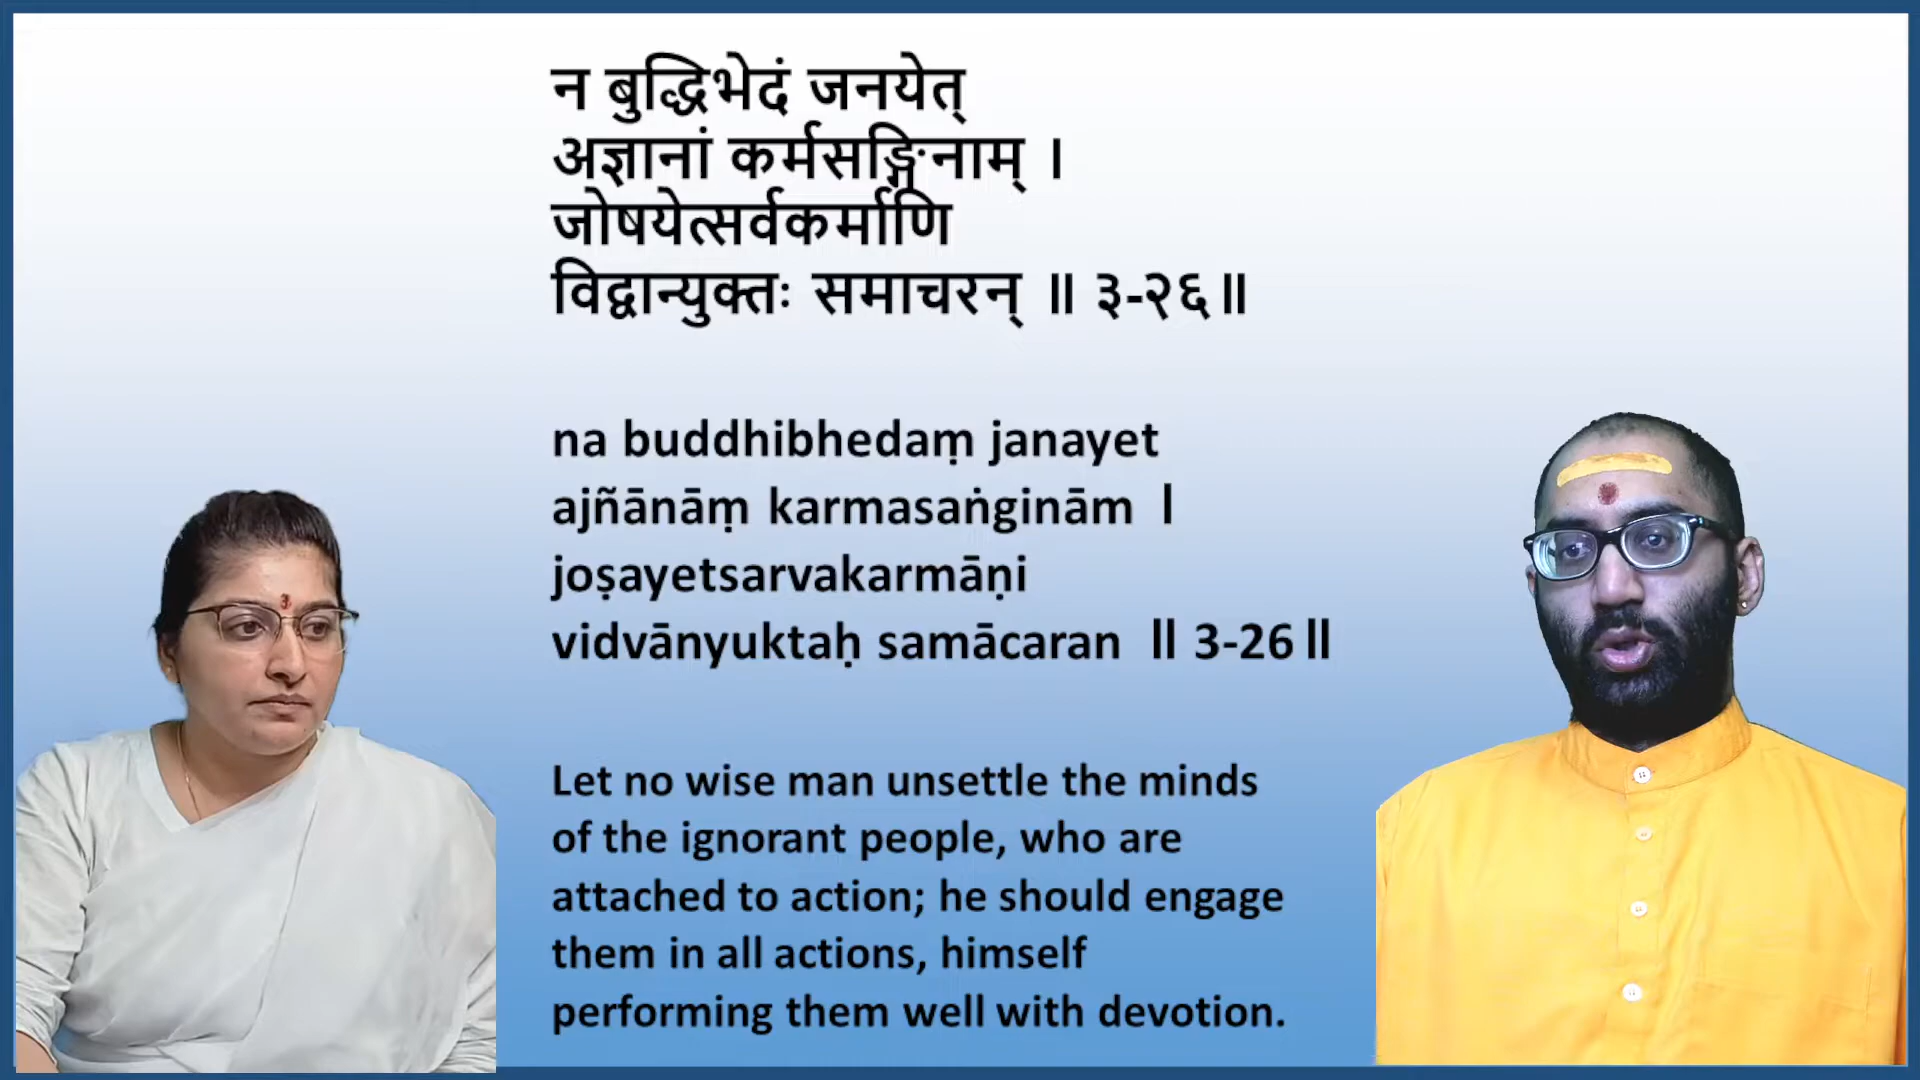 न बुद्धिभेदं जनयेत्
अज्ञानां कर्मसङ्गिनाम् ।
जोषयेत्सर्वकर्माणि
विद्वान्युक्तः समाचरन् ॥ ३-२६॥
na buddhibhedaṃ janayet
ajñānāṃ karmasaṅginām ।
joṣayetsarvakarmāṇi
vidvānyuktaḥ samācaran ॥ 3-26॥
Let no wise man unsettle the minds
of the ignorant people, who are
attached to action; he should engage
them in all actions, himself
performing them well with devotion.